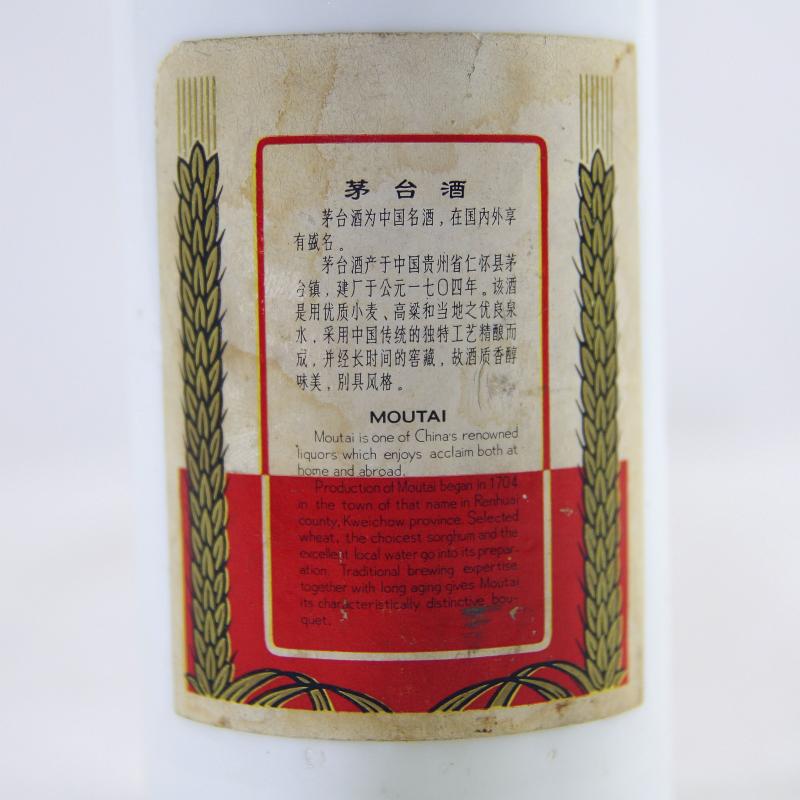 茅台酒
茅台酒为中国名酒，在国内外享
有盛名。
茅台酒产于中国贵州省仁怀县茅
台镇，建厂于公元一七〇四年。该酒
是用优质小麦、高粱和当地之优良泉
水，采用中国传统的独特工艺精酿而
成，并经长时间的窖藏，故酒质香醇
味美，别具风格。
MOUTAI
Moutai is one of China's renowned
liquors which enjoys acclaim both at
home and abroad.
Production of Moutai began in 1704
in the town of that name in Renhuai
county, Kweichow province. Selected
wheat, the choicest sorghum and the
excellent local water go into its prepar-
ation. Traditional brewing expertise
together with long aging gives Moutai
its characteristically distinctive bou-
quet.